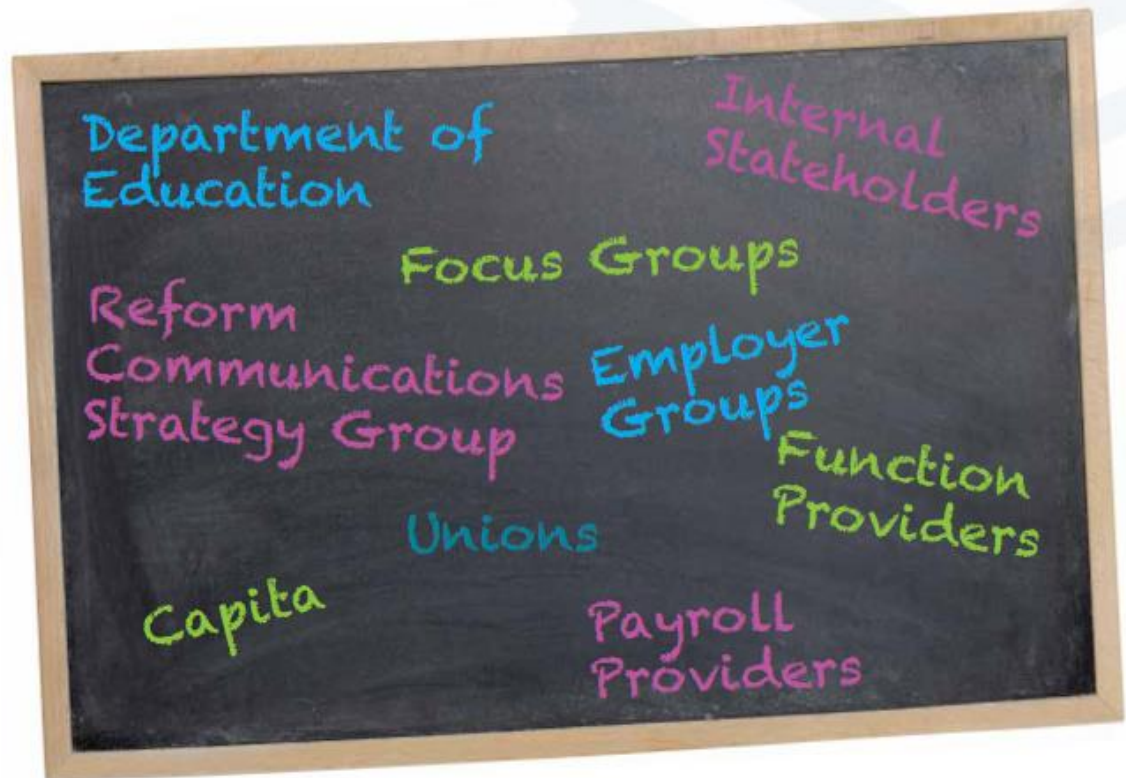 Department of
Education
Internal
Stateholders
Focus Groups
Reform
Communications
Strategy Group
Employer
Groups
Function
Providers
Unions
Capita
Payroll
Providers